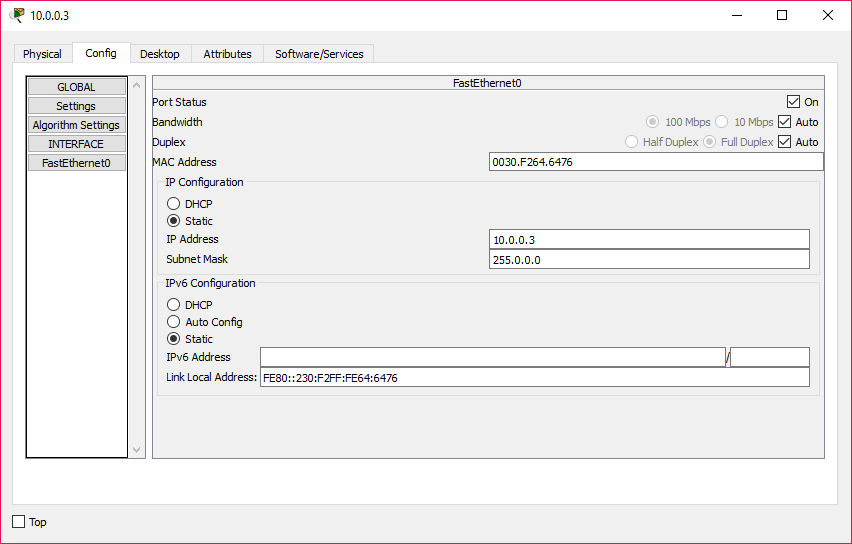 10.0.0.3
Physical Config Desktop Attributes Software/Services
GLOBAL
Settings
Algorithm Settings
INTERFACE
FastEthernet0
FastEthernet0
Port Status On
Bandwidth 100 Mbps 10 Mbps Auto
Duplex Half Duplex Full Duplex Auto
MAC Address 0030.F264.6476
IP Configuration
DHCP
Static
IP Address 10.0.0.3
Subnet Mask 255.0.0.0
IPv6 Configuration
DHCP
Auto Config
Static
IPv6 Address /
Link Local Address: FE80::230:F2FF:FE64:6476
Top